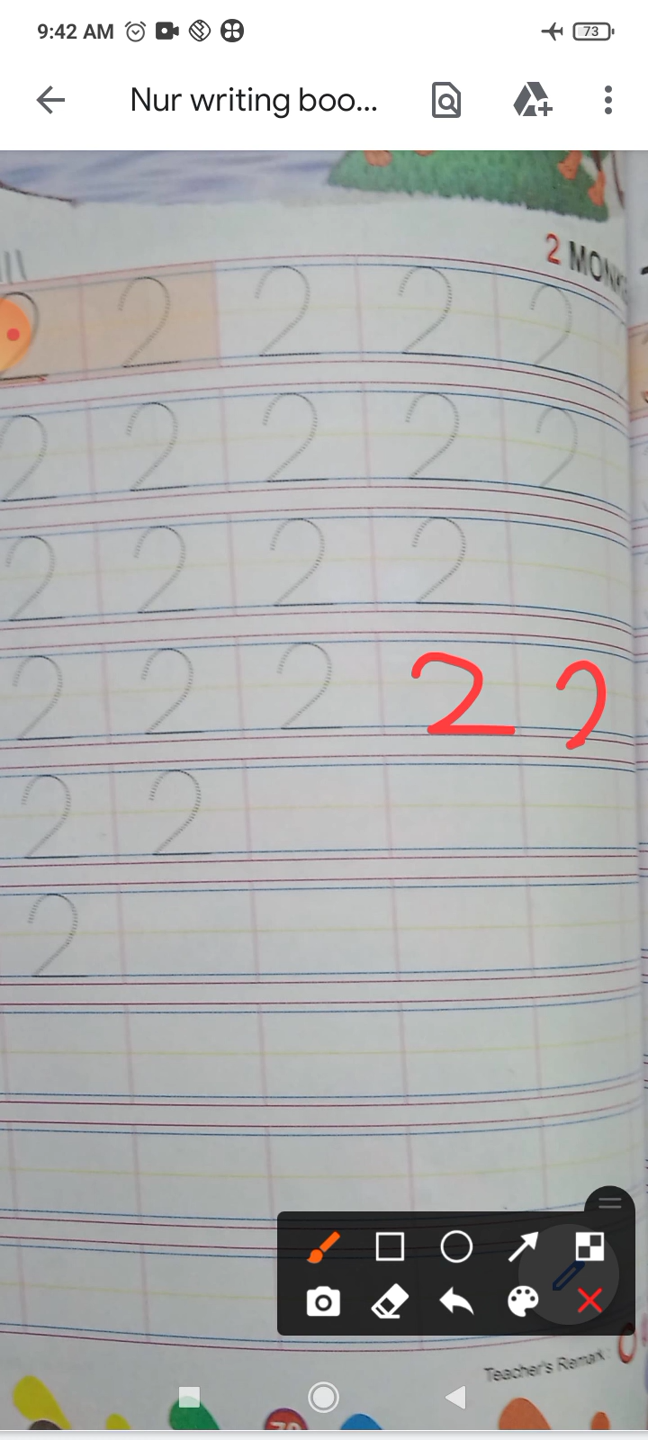 9:42 AM 73
Nur writing boo...
2 MONK
2 2 2 2 2
2 2 2 2 2
2 2 2 2
2 2 2 2 2
2 2
2
Teacher's Remark: